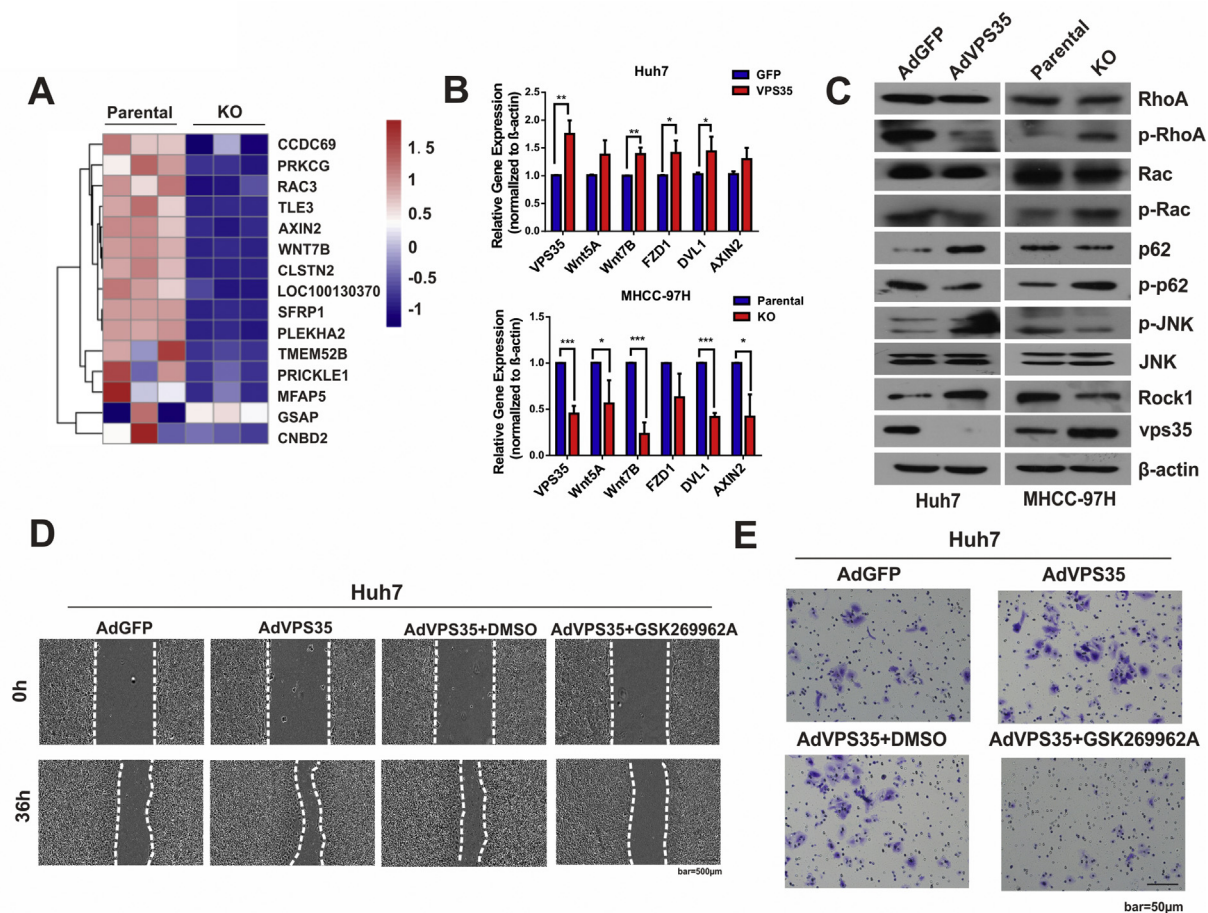 A
Parental KO
CCDC69
PRKCG
RAC3
TLE3
AXIN2
WNT7B
CLSTN2
LOC100130370
SFRP1
PLEKHA2
TMEM52B
PRICKLE1
MFAP5
GSAP
CNBD2
1.5
1
0.5
0
-0.5
-1
B
Huh7
GFP
VPS35
Relative Gene Expression
(normalized to ß-actin)
2.5
2.0
1.5
1.0
0.5
0.0
** ** * *
VPS35 Wnt5A Wnt7B FZD1 DVL1 AXIN2
MHCC-97H
Parental
KO
Relative Gene Expression
(normalized to ß-actin)
1.5
1.0
0.5
0.0
*** * *** *** *
VPS35 Wnt5A Wnt7B FZD1 DVL1 AXIN2
C
AdGFP AdVPS35 Parental KO
RhoA
p-RhoA
Rac
p-Rac
p62
p-p62
p-JNK
JNK
Rock1
vps35
β-actin
Huh7 MHCC-97H
D
Huh7
AdGFP AdVPS35 AdVPS35+DMSO AdVPS35+GSK269962A
0h
36h
bar=500μm
E
Huh7
AdGFP AdVPS35
AdVPS35+DMSO AdVPS35+GSK269962A
bar=50μm